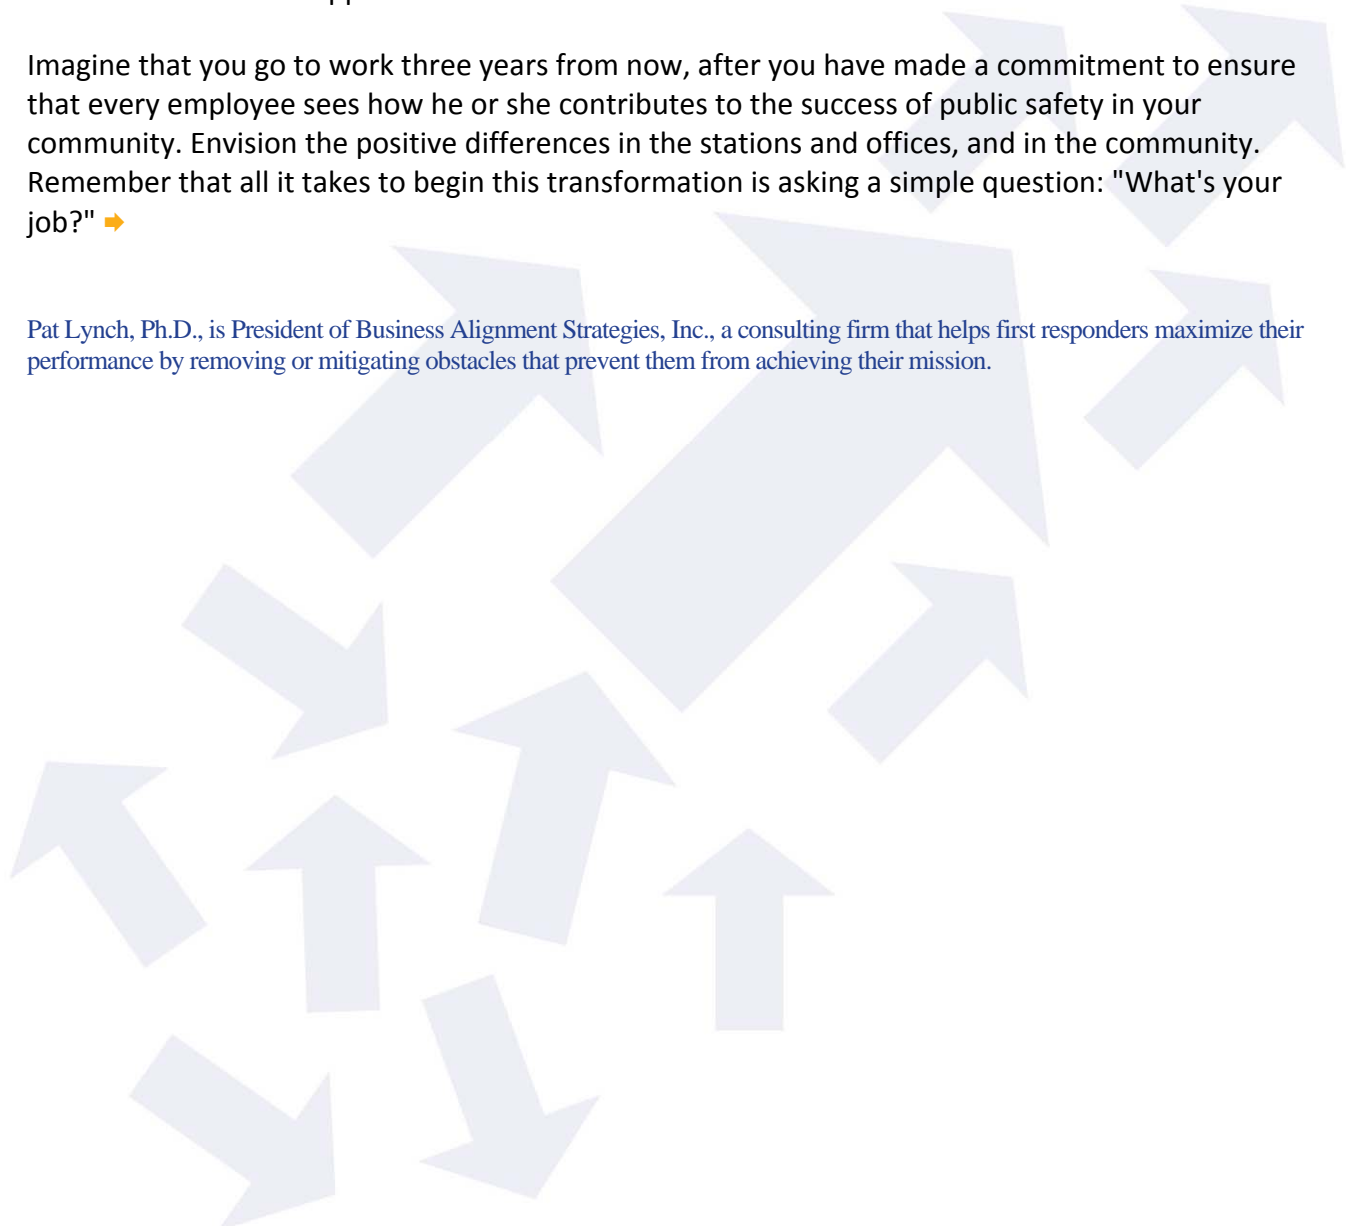 Imagine that you go to work three years from now, after you have made a commitment to ensure
that every employee sees how he or she contributes to the success of public safety in your
community. Envision the positive differences in the stations and offices, and in the community.
Remember that all it takes to begin this transformation is asking a simple question: "What's your
job?"
Pat Lynch, Ph.D., is President of Business Alignment Strategies, Inc., a consulting firm that helps first responders maximize their
performance by removing or mitigating obstacles that prevent them from achieving their mission.